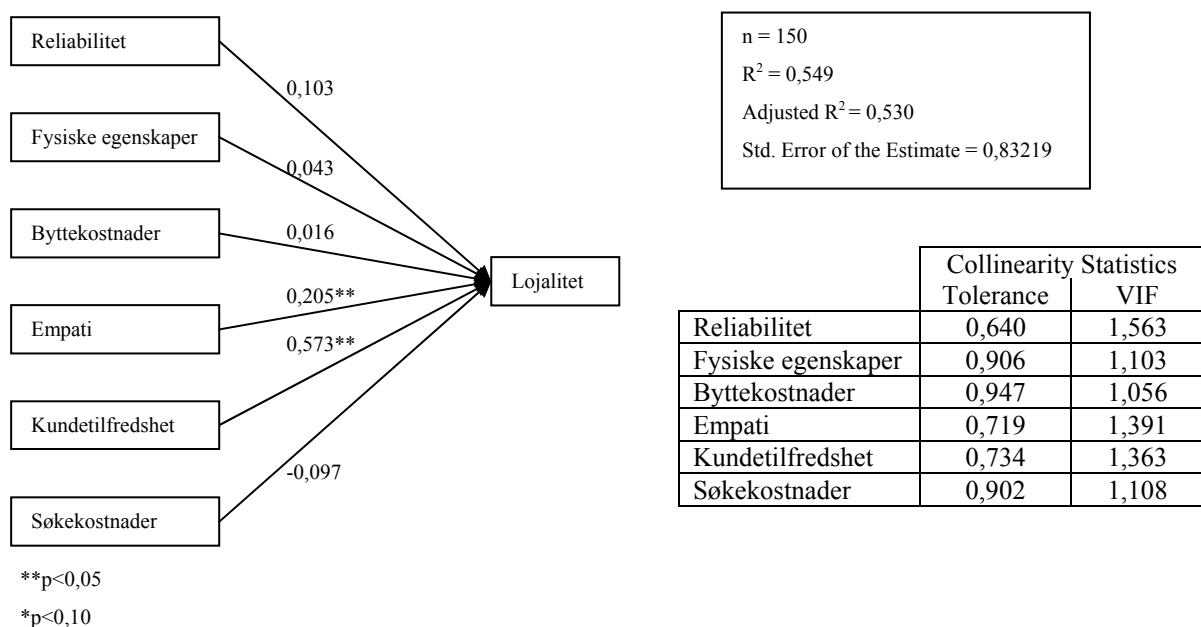 Reliabilitet
0,103
Fysiske egenskaper
0,043
Byttekostnader
0,016
Empati
0,205**
0,573**
Kundetilfredshet
-0,097
Søkekostnader
Lojalitet
**p<0,05
*p<0,10
n = 150
R² = 0,549
Adjusted R² = 0,530
Std. Error of the Estimate = 0,83219
Collinearity Statistics
Tolerance VIF
Reliabilitet 0,640 1,563
Fysiske egenskaper 0,906 1,103
Byttekostnader 0,947 1,056
Empati 0,719 1,391
Kundetilfredshet 0,734 1,363
Søkekostnader 0,902 1,108